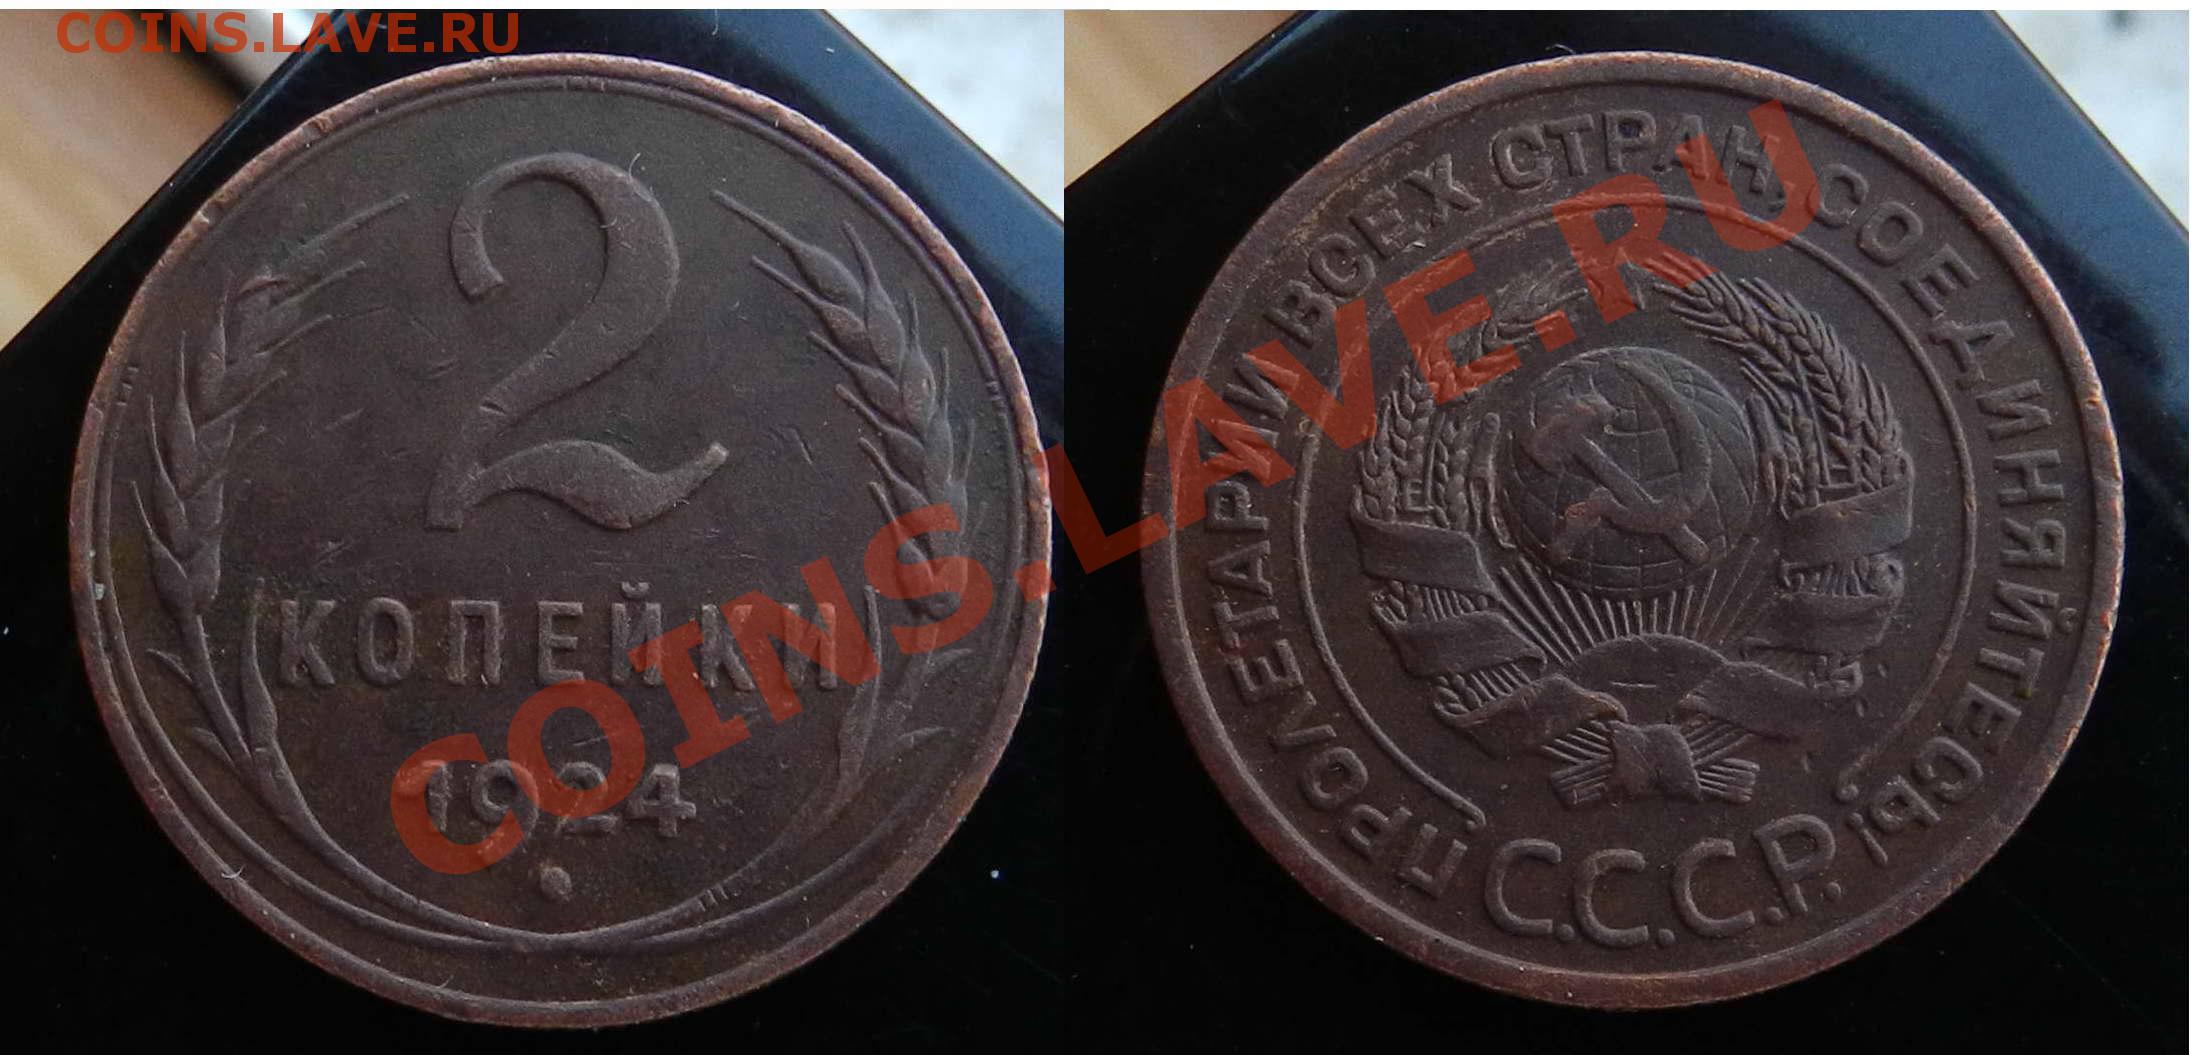 COINS.LAVE.RU
2
КОПЕЙКИ
1924
ПРОЛЕТАРИИ ВСЕХ СТРАН, СОЕДИНЯЙТЕСЬ!
С.С.С.Р.
COINS.LAVE.RU